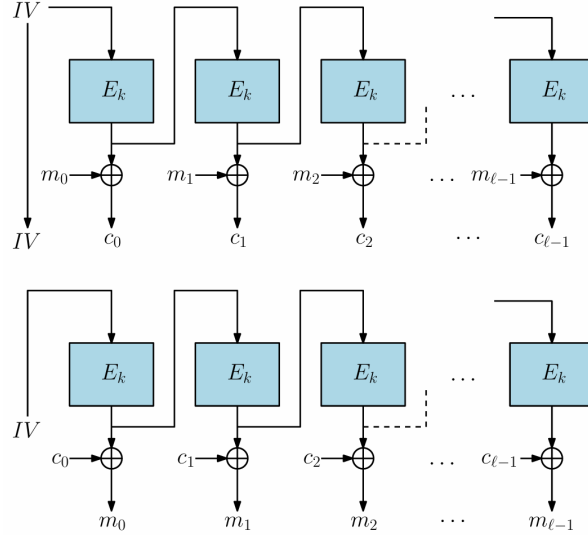 IV
E_k E_k E_k ... E_k
m_0 m_1 m_2 ... m_{ℓ−1}
IV c_0 c_1 c_2 ... c_{ℓ−1}
E_k E_k E_k ... E_k
IV
c_0 c_1 c_2 ... c_{ℓ−1}
m_0 m_1 m_2 ... m_{ℓ−1}